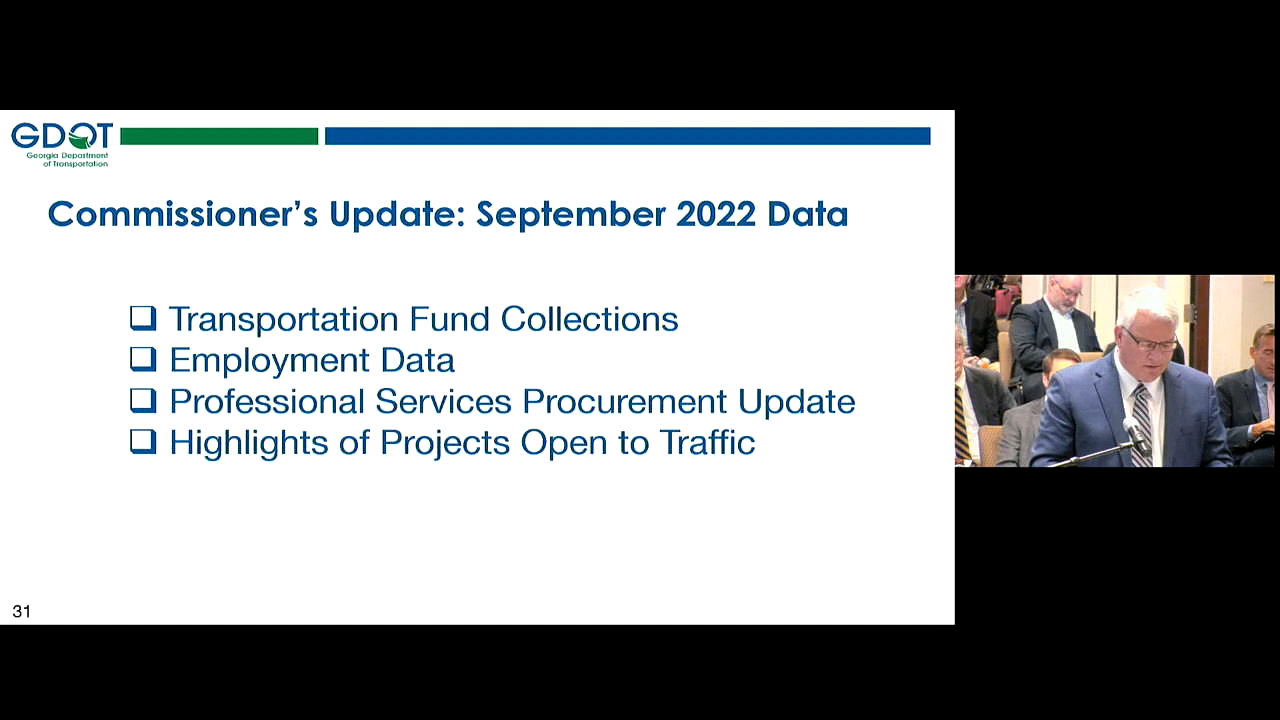 GDOT
Georgia Department
of Transportation
Commissioner’s Update: September 2022 Data
❑ Transportation Fund Collections
❑ Employment Data
❑ Professional Services Procurement Update
❑ Highlights of Projects Open to Traffic
31